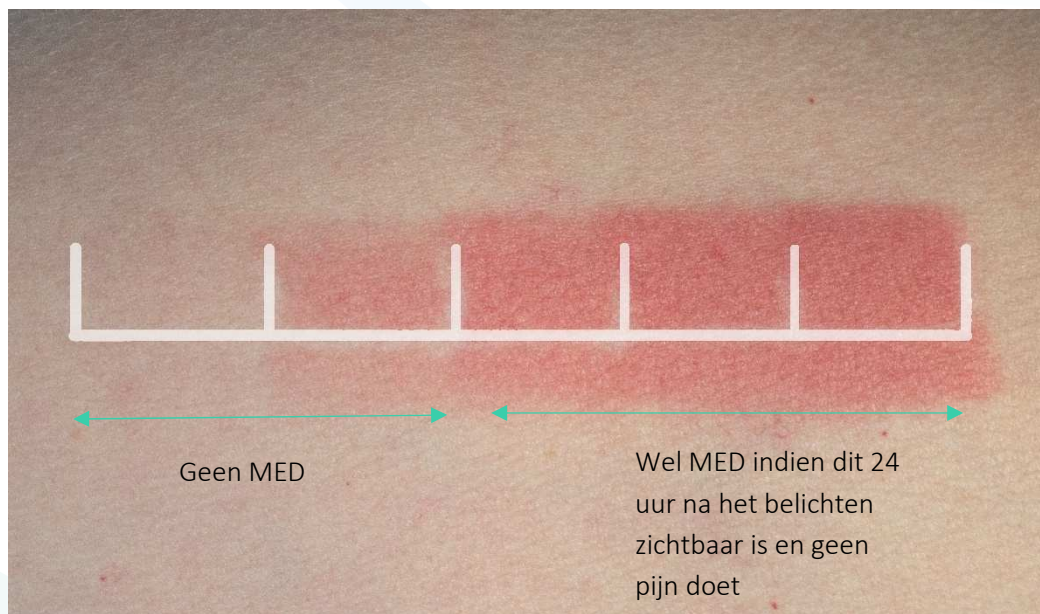 Geen MED
Wel MED indien dit 24
uur na het belichten
zichtbaar is en geen
pijn doet